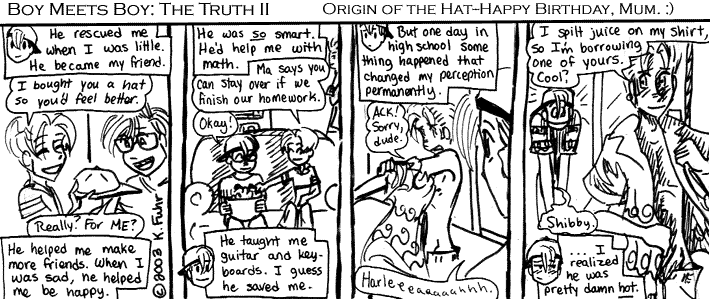 BOY MEETS BOY: THE TRUTH II
ORIGIN OF THE HAT-HAPPY BIRTHDAY, MUM. :)
He rescued me
when I was little.
He became my friend.
I bought you a hat
so you'd feel better.
Really? For ME?
He helped me make
more friends. When I
was sad, he helped
me be happy.
© 2003 K. Fuhr
He was so smart.
He'd help me with
math.
Ma says you
can stay over if we
finish our homework.
Okay!
He taught me
guitar and key-
boards. I guess
he saved me.
But one day in
high school some
thing happened that
changed my perception
permanently.
ACK!
Sorry,
dude.
Harleeeaaaaahhh.
I spilt juice on my shirt,
so I'm borrowing
one of yours.
Cool?
Shibby.
... I
realized
he was
pretty damn hot.